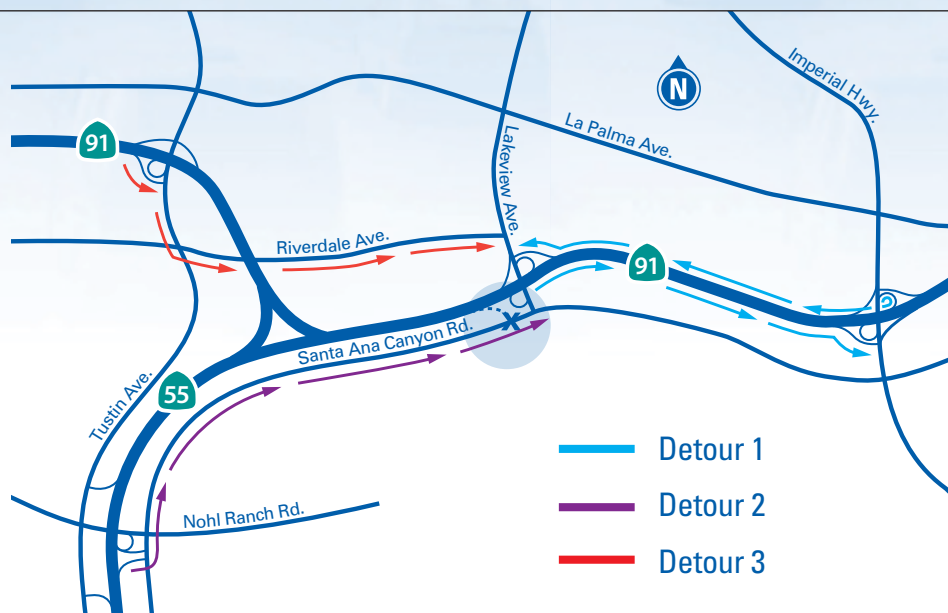 N
Imperial Hwy.
La Palma Ave.
91
Lakeview Ave.
Riverdale Ave.
91
X
Santa Ana Canyon Rd.
Tustin Ave.
55
Nohl Ranch Rd.
Detour 1
Detour 2
Detour 3